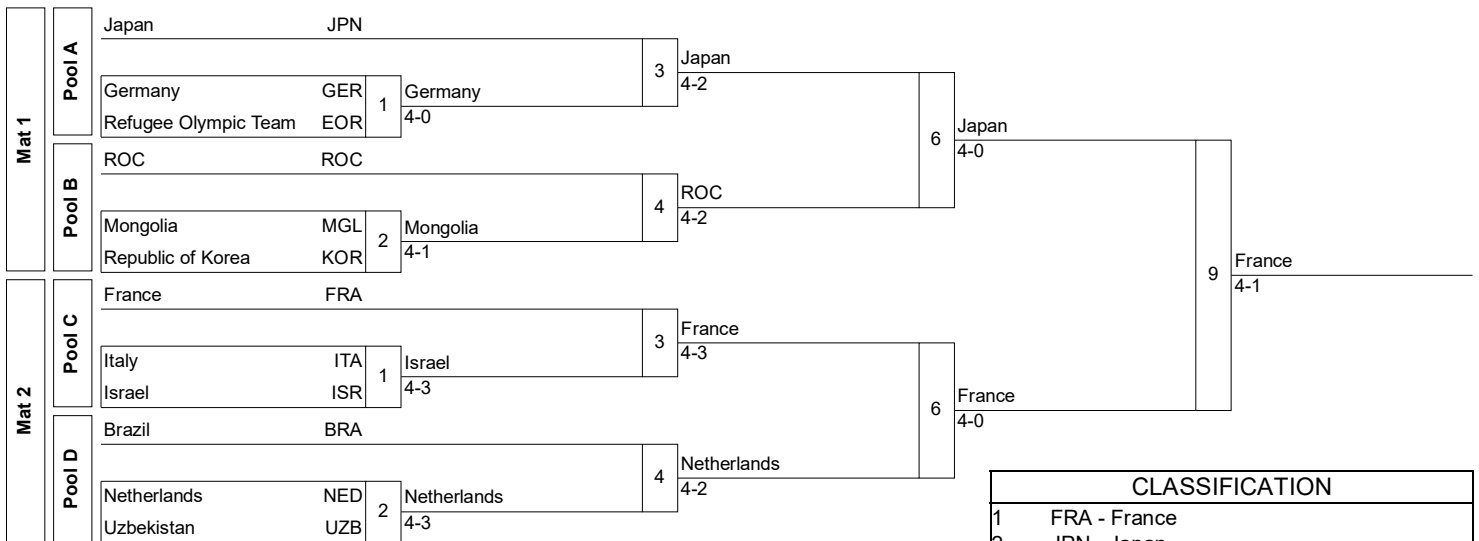 Mat 1
Pool A
Japan JPN
Germany GER
Refugee Olympic Team EOR
1
Germany
4-0
3
Japan
4-2
Pool B
ROC ROC
Mongolia MGL
Republic of Korea KOR
2
Mongolia
4-1
4
ROC
4-2
6
Japan
4-0
Mat 2
Pool C
France FRA
Italy ITA
Israel ISR
1
Israel
4-3
3
France
4-3
Pool D
Brazil BRA
Netherlands NED
Uzbekistan UZB
2
Netherlands
4-3
4
Netherlands
4-2
6
France
4-0
9
France
4-1
CLASSIFICATION
1 FRA - France
2 JPN - Japan